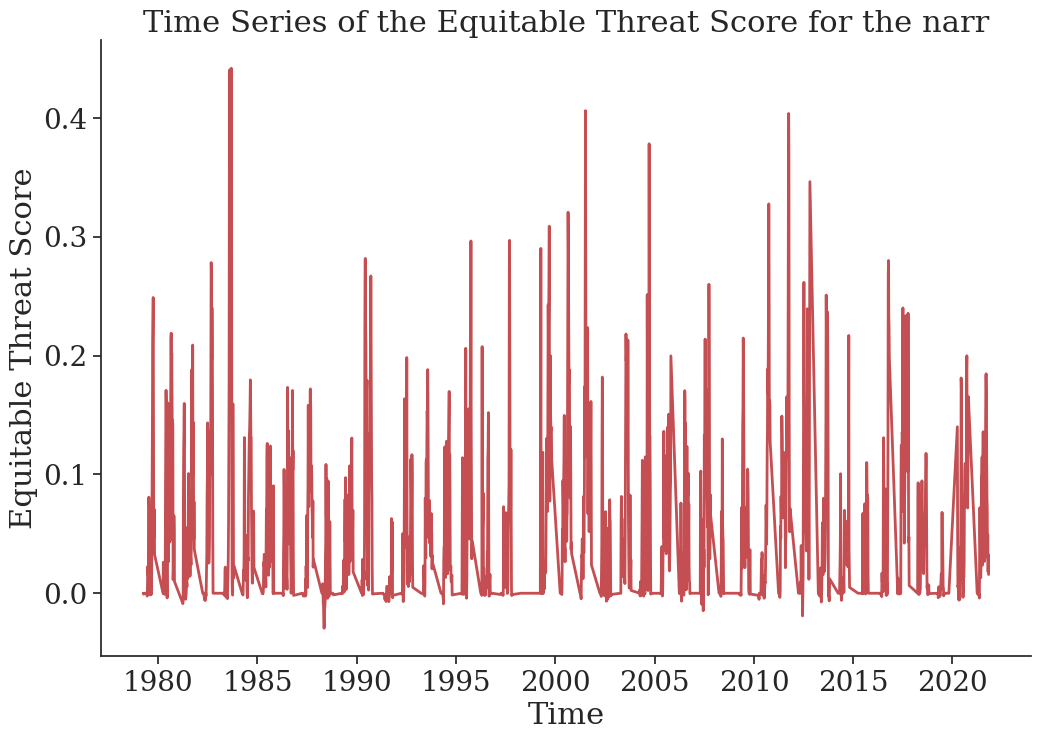 Time Series of the Equitable Threat Score for the narr
Equitable Threat Score
0.4
0.3
0.2
0.1
0.0
1980 1985 1990 1995 2000 2005 2010 2015 2020
Time